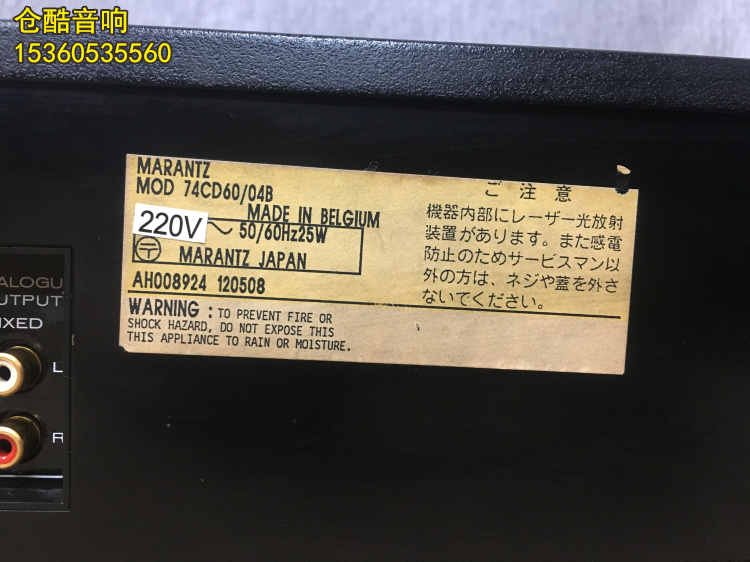 仓酷音响
15360535560
MARANTZ
MOD 74CD60/04B
MADE IN BELGIUM
220V ~ 50/60Hz25W
MARANTZ JAPAN
AH008924 120508
WARNING : TO PREVENT FIRE OR
SHOCK HAZARD, DO NOT EXPOSE THIS
THIS APPLIANCE TO RAIN OR MOISTURE.
ご注意
機器内部にレーザー光放射
装置があります。また感電
防止のためサービスマン以
外の方は、ネジや蓋を外さ
ないでください。
ALOGU
UTPUT
IXED
L
R